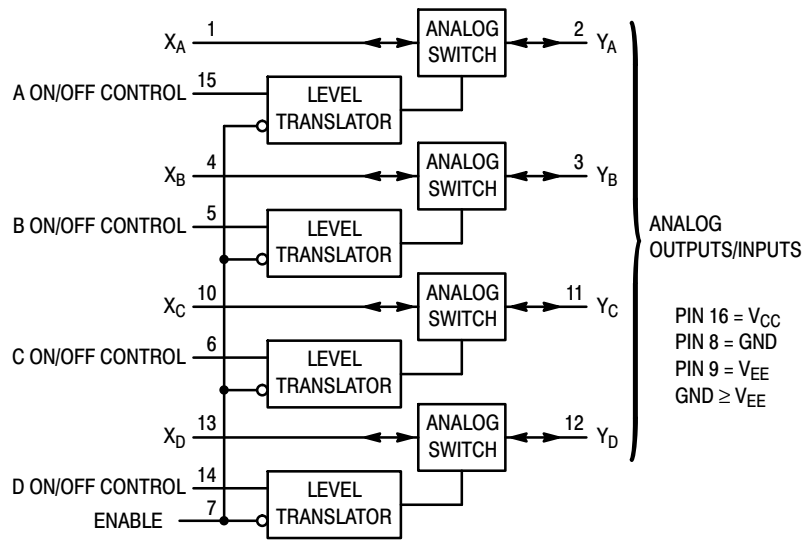 1 ANALOG SWITCH 2
X_A Y_A
15
A ON/OFF CONTROL LEVEL TRANSLATOR
4 ANALOG SWITCH 3
X_B Y_B
5
B ON/OFF CONTROL LEVEL TRANSLATOR
ANALOG OUTPUTS/INPUTS
10 ANALOG SWITCH 11
X_C Y_C
6
C ON/OFF CONTROL LEVEL TRANSLATOR
PIN 16 = V_CC
PIN 8 = GND
PIN 9 = V_EE
GND ≥ V_EE
13 ANALOG SWITCH 12
X_D Y_D
14
D ON/OFF CONTROL LEVEL TRANSLATOR
7
ENABLE